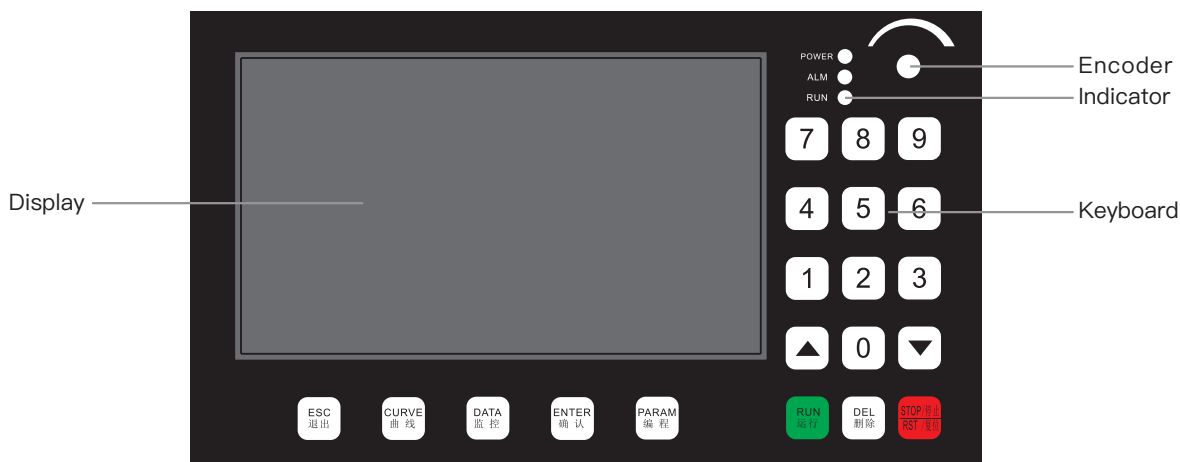 POWER
ALM
RUN
Encoder
Indicator
7 8 9
Display
4 5 6
Keyboard
1 2 3
0
ESC
退出
CURVE
曲 线
DATA
监 控
ENTER
确 认
PARAM
编 程
RUN
运行
DEL
删除
STOP/停止
RST/复位